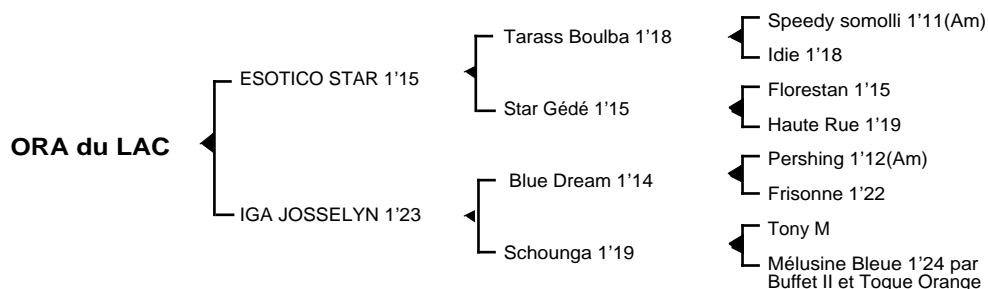 Speedy somolli 1’11(Am)
Tarass Boulba 1’18
Idie 1’18
ESOTICO STAR 1’15
Florestan 1’15
Star Gédé 1’15
Haute Rue 1’19
ORA du LAC
Pershing 1’12(Am)
Blue Dream 1’14
Frisonne 1’22
IGA JOSSELYN 1’23
Tony M
Schounga 1’19
Mélusine Bleue 1’24 par
Buffet II et Toque Orange